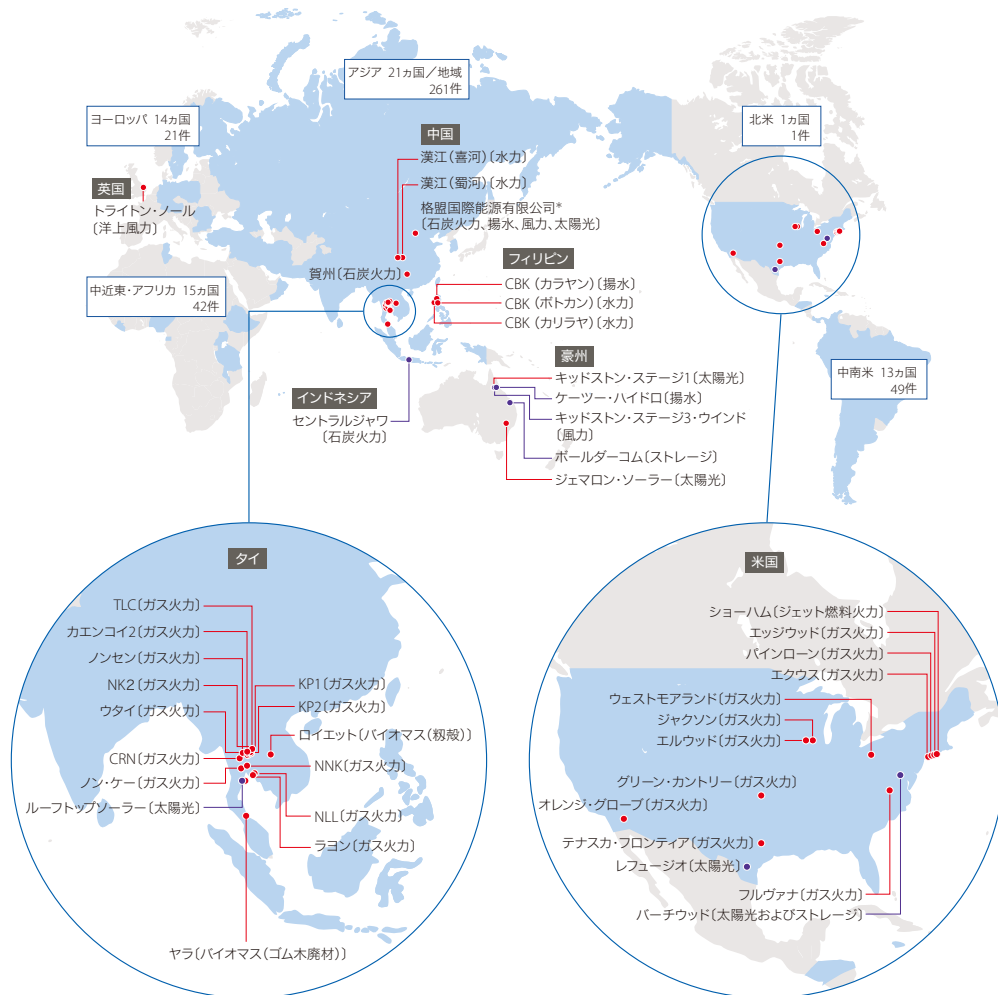 アジア 21ヵ国／地域
261件
ヨーロッパ 14ヵ国
21件
北米 1ヵ国
1件
中国
漢江（喜河）〔水力〕
漢江（蜀河）〔水力〕
格盟国際能源有限公司*
〔石炭火力、揚水、風力、太陽光〕
賀州〔石炭火力〕
英国
トライトン・ノール
〔洋上風力〕
中近東・アフリカ 15ヵ国
42件
フィリピン
CBK（カラヤン）〔揚水〕
CBK（ボトカン）〔水力〕
CBK（カリラヤ）〔水力〕
豪州
キッドストン・ステージ1〔太陽光〕
ケーツー・ハイドロ〔揚水〕
キッドストン・ステージ3・ウインド
〔風力〕
ボールダーコム〔ストレージ〕
ジェマロン・ソーラー〔太陽光〕
中南米 13ヵ国
49件
インドネシア
セントラルジャワ
〔石炭火力〕
タイ
TLC〔ガス火力〕
カエンコイ2〔ガス火力〕
ノンセン〔ガス火力〕
NK2〔ガス火力〕
ウタイ〔ガス火力〕
CRN〔ガス火力〕
ノン・ケー〔ガス火力〕
ルーフトップソーラー〔太陽光〕
KP1〔ガス火力〕
KP2〔ガス火力〕
ロイエット〔バイオマス（籾殻）〕
NNK〔ガス火力〕
NLL〔ガス火力〕
ラヨン〔ガス火力〕
ヤラ〔バイオマス（ゴム木廃材）〕
米国
ショーハム〔ジェット燃料火力〕
エッジウッド〔ガス火力〕
パインローン〔ガス火力〕
エクウス〔ガス火力〕
ウェストモアランド〔ガス火力〕
ジャクソン〔ガス火力〕
エルウッド〔ガス火力〕
グリーン・カントリー〔ガス火力〕
オレンジ・グローブ〔ガス火力〕
テナスカ・フロンティア〔ガス火力〕
レフュージオ〔太陽光〕
フルヴァナ〔ガス火力〕
バーチウッド〔太陽光およびストレージ〕